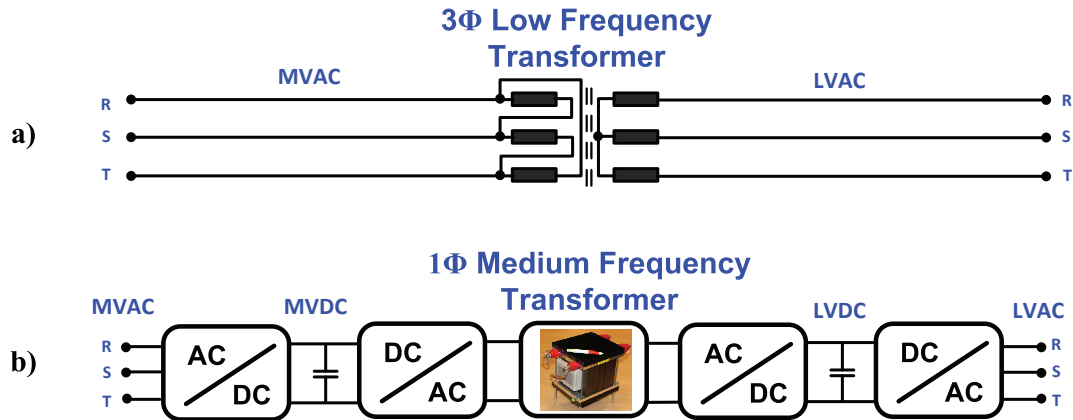 3Φ Low Frequency
Transformer
MVAC
LVAC
a)
R
R
S
S
T
T
1Φ Medium Frequency
Transformer
MVAC
MVDC
LVDC
LVAC
b)
R
S
T
AC
DC
DC
AC
AC
DC
DC
AC
R
S
T